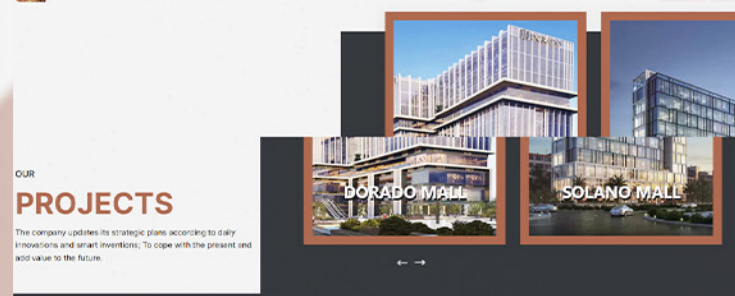 OUR
PROJECTS
The company updates its strategic plans according to daily
innovations and smart inventions; To cope with the present and
add value to the future.
DORADO MALL
SOLANO MALL
← →